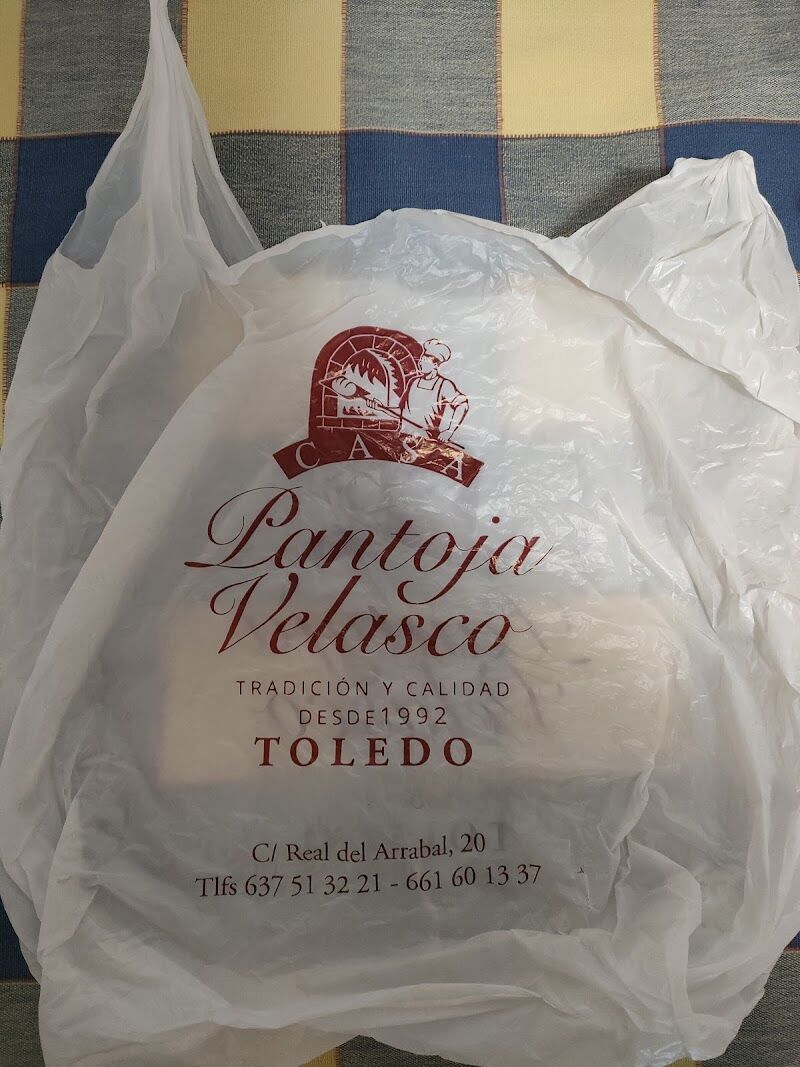 CASA
Pantoja
Velasco
TRADICIÓN Y CALIDAD
DESDE1992
TOLEDO
C/ Real del Arrabal, 20
Tlfs 637 51 32 21 - 661 60 13 37